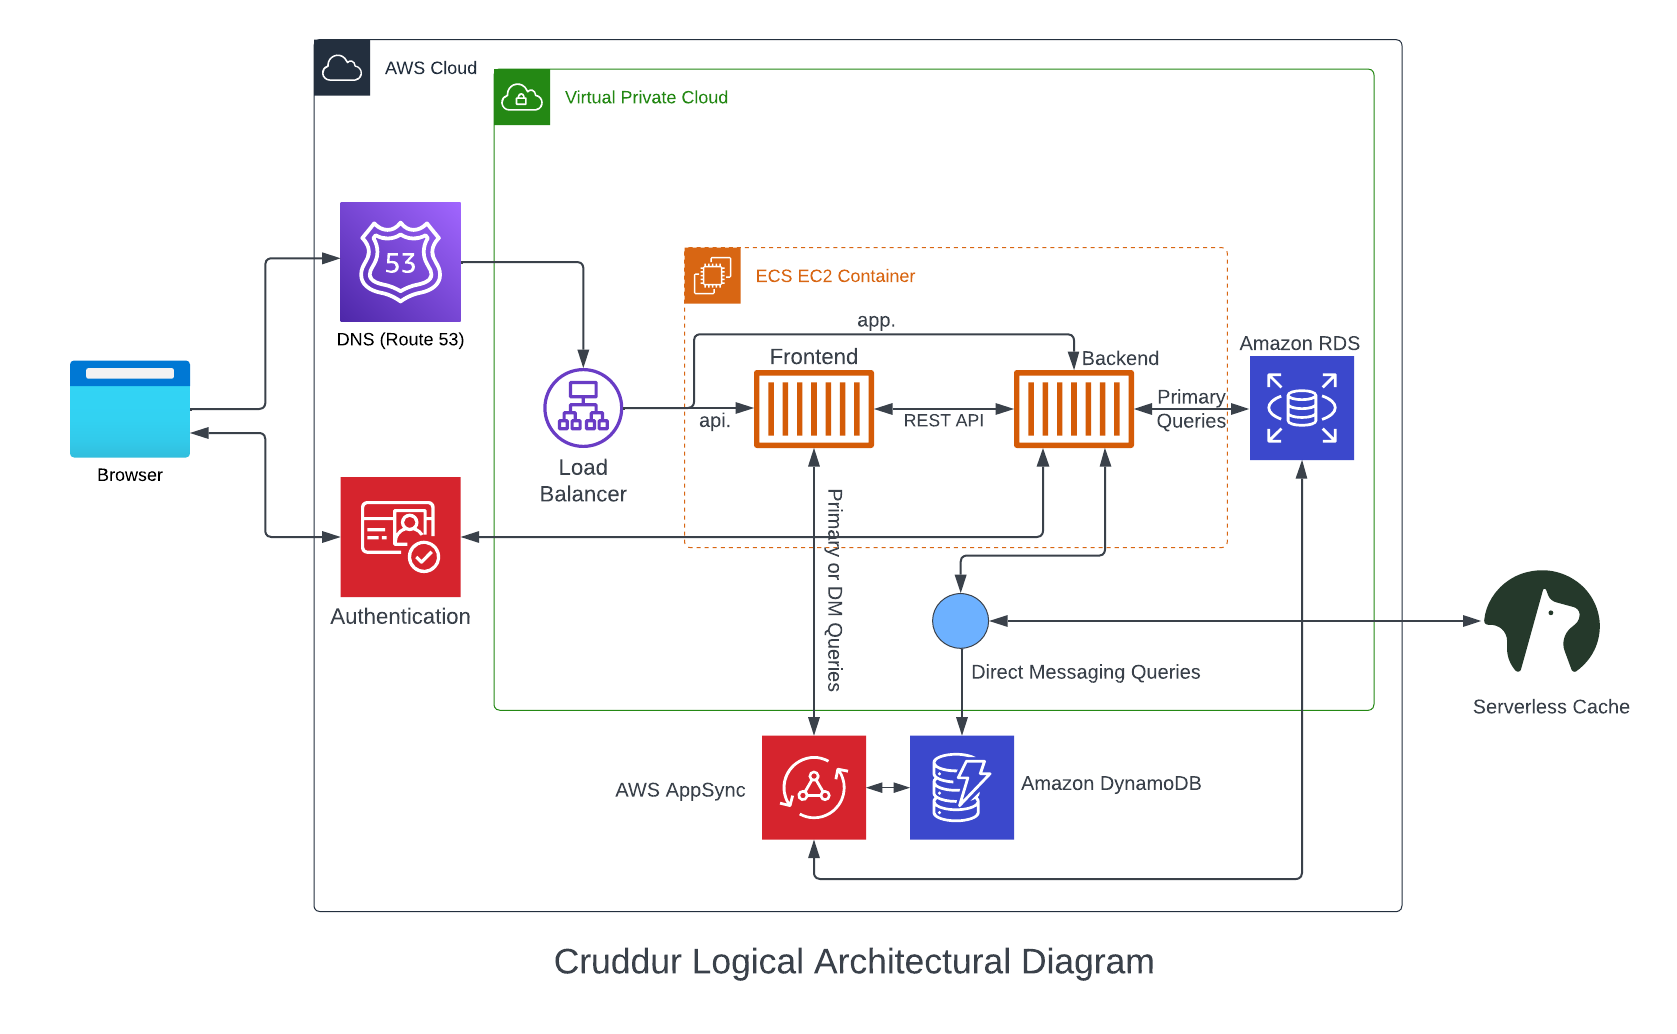 AWS Cloud
Virtual Private Cloud
53
DNS (Route 53)
ECS EC2 Container
app.
Frontend
Backend
Amazon RDS
Primary
Queries
api.
REST API
Load
Balancer
Browser
Primary or DM Queries
Authentication
Direct Messaging Queries
Serverless Cache
AWS AppSync
Amazon DynamoDB
Cruddur Logical Architectural Diagram